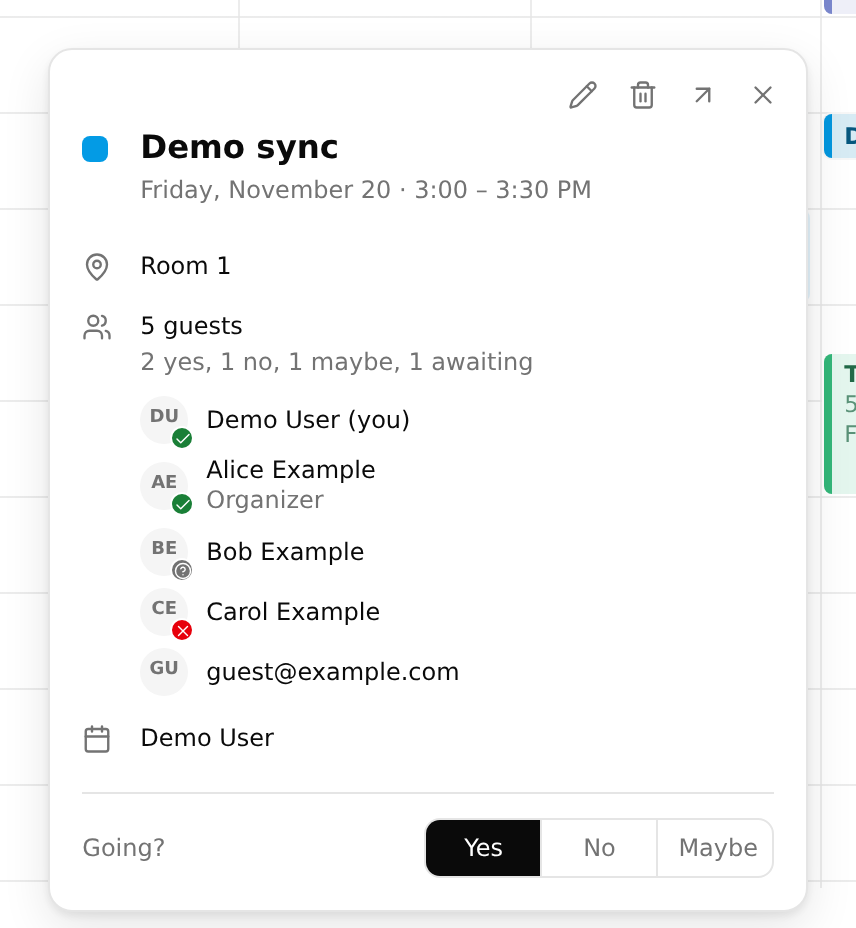 Demo sync
Friday, November 20 · 3:00 – 3:30 PM
Room 1
5 guests
2 yes, 1 no, 1 maybe, 1 awaiting
DU Demo User (you)
AE Alice Example
Organizer
BE Bob Example
CE Carol Example
GU guest@example.com
Demo User
Going? Yes No Maybe